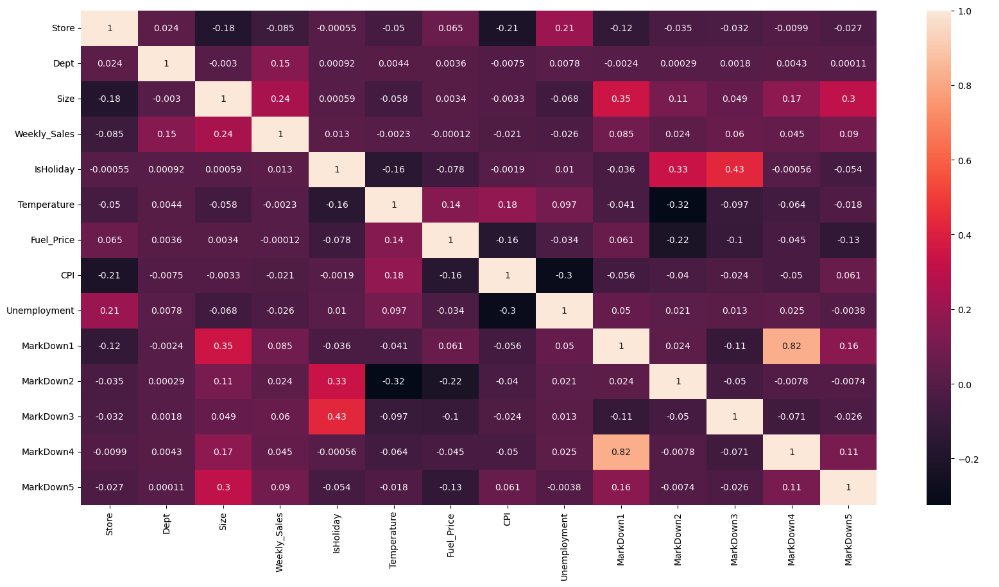 Store 1 0.024 -0.18 -0.085 -0.00055 -0.05 0.065 -0.21 0.21 -0.12 -0.035 -0.032 -0.0099 -0.027
Dept 0.024 1 -0.003 0.15 0.00092 0.0044 0.0036 -0.0075 0.0078 -0.0024 0.00029 0.0018 0.0043 0.00011
Size -0.18 -0.003 1 0.24 0.00059 -0.058 0.0034 -0.0033 -0.068 0.35 0.11 0.049 0.17 0.3
Weekly_Sales -0.085 0.15 0.24 1 0.013 -0.0023 -0.00012 -0.021 -0.026 0.085 0.024 0.06 0.045 0.09
IsHoliday -0.00055 0.00092 0.00059 0.013 1 -0.16 -0.078 -0.0019 0.01 -0.036 0.33 0.43 -0.00056 -0.054
Temperature -0.05 0.0044 -0.058 -0.0023 -0.16 1 0.14 0.18 0.097 -0.041 -0.32 -0.097 -0.064 -0.018
Fuel_Price 0.065 0.0036 0.0034 -0.00012 -0.078 0.14 1 -0.16 -0.034 0.061 -0.22 -0.1 -0.045 -0.13
CPI -0.21 -0.0075 -0.0033 -0.021 -0.0019 0.18 -0.16 1 -0.3 -0.056 -0.04 -0.024 -0.05 0.061
Unemployment 0.21 0.0078 -0.068 -0.026 0.01 0.097 -0.034 -0.3 1 0.05 0.021 0.013 0.025 -0.0038
MarkDown1 -0.12 -0.0024 0.35 0.085 -0.036 -0.041 0.061 -0.056 0.05 1 0.024 -0.11 0.82 0.16
MarkDown2 -0.035 0.00029 0.11 0.024 0.33 -0.32 -0.22 -0.04 0.021 0.024 1 -0.05 -0.0078 -0.0074
MarkDown3 -0.032 0.0018 0.049 0.06 0.43 -0.097 -0.1 -0.024 0.013 -0.11 -0.05 1 -0.071 -0.026
MarkDown4 -0.0099 0.0043 0.17 0.045 -0.00056 -0.064 -0.045 -0.05 0.025 0.82 -0.0078 -0.071 1 0.11
MarkDown5 -0.027 0.00011 0.3 0.09 -0.054 -0.018 -0.13 0.061 -0.0038 0.16 -0.0074 -0.026 0.11 1
Store Dept Size Weekly_Sales IsHoliday Temperature Fuel_Price CPI Unemployment MarkDown1 MarkDown2 MarkDown3 MarkDown4 MarkDown5
1.0
0.8
0.6
0.4
0.2
0.0
−0.2